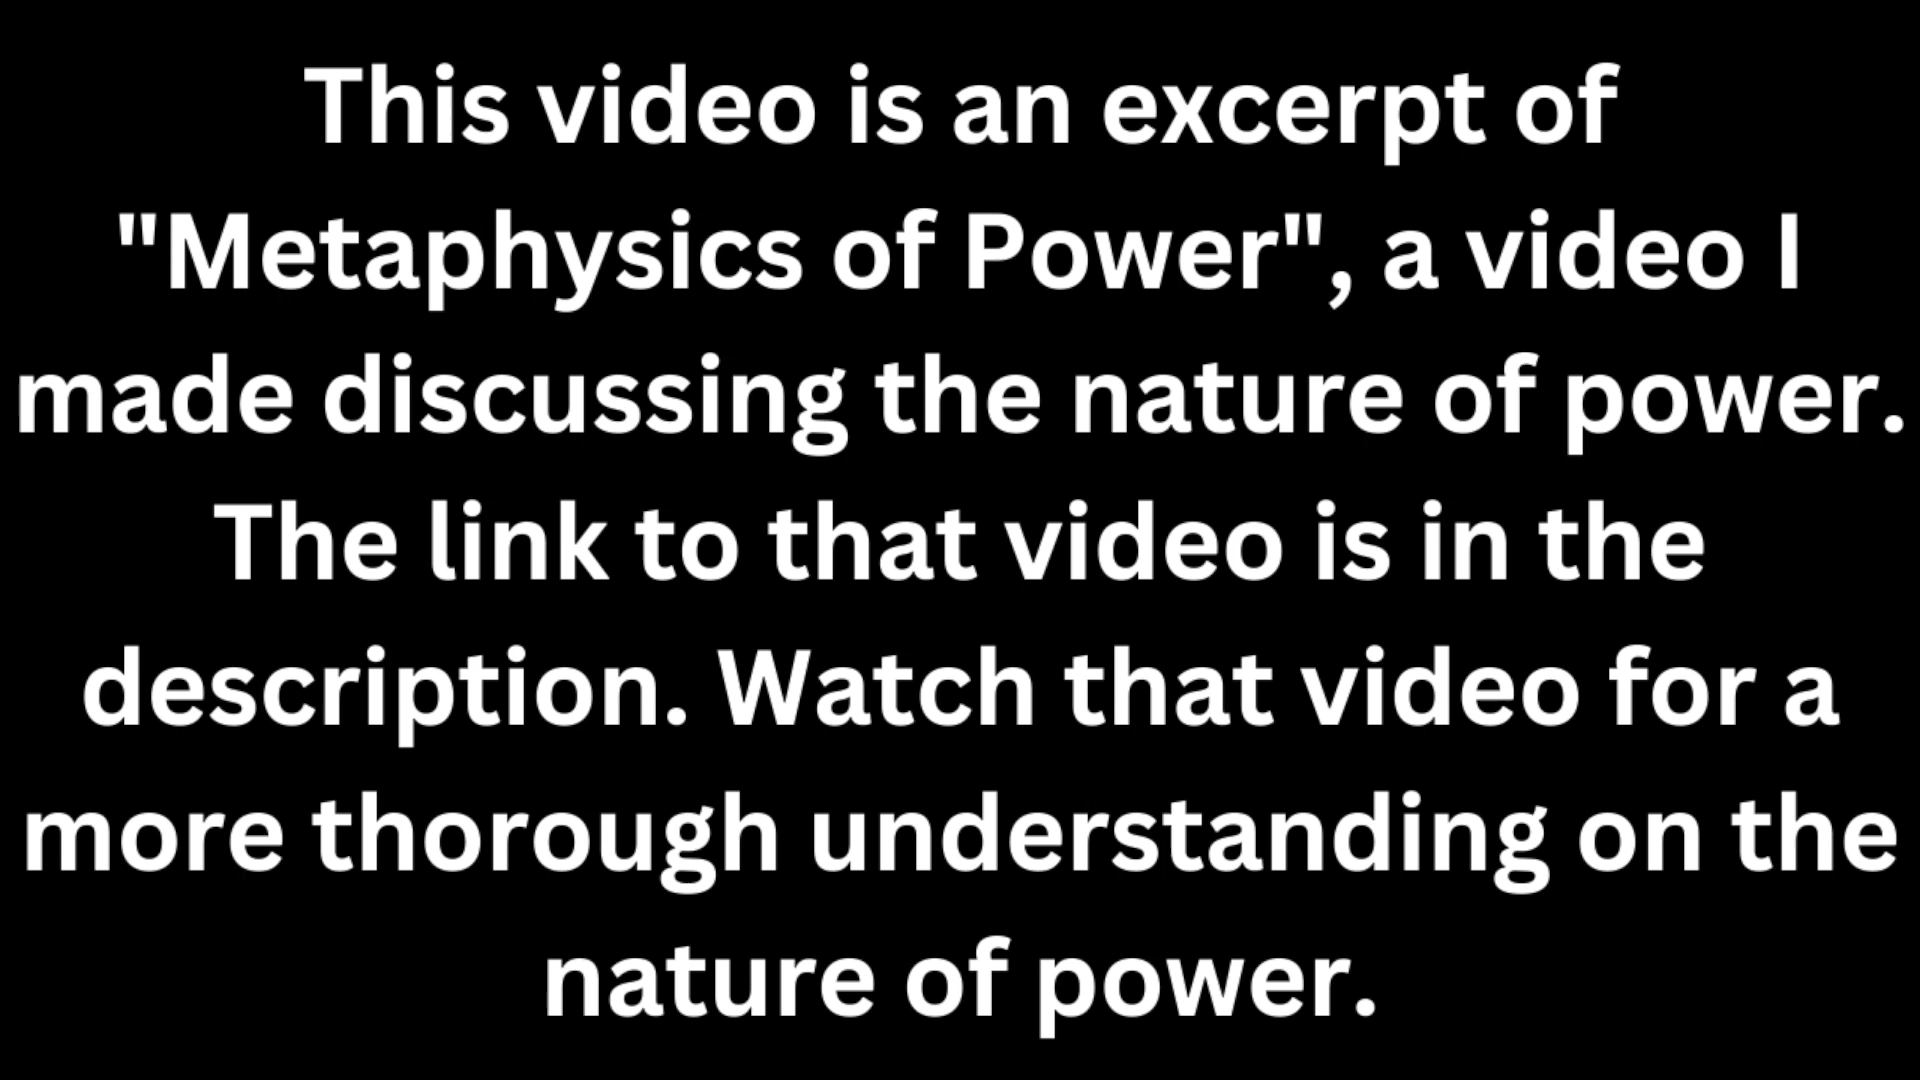 This video is an excerpt of
"Metaphysics of Power", a video I
made discussing the nature of power.
The link to that video is in the
description. Watch that video for a
more thorough understanding on the
nature of power.